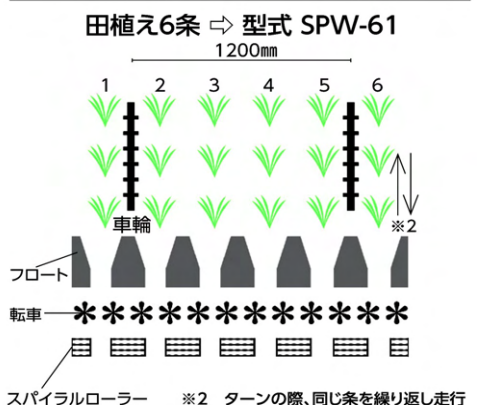 田植え6条 ⇨ 型式 SPW-61
1200㎜
1 2 3 4 5 6
車輪
※2
フロート
転車
スパイラルローラー ※2 ターンの際、同じ条を繰り返し走行